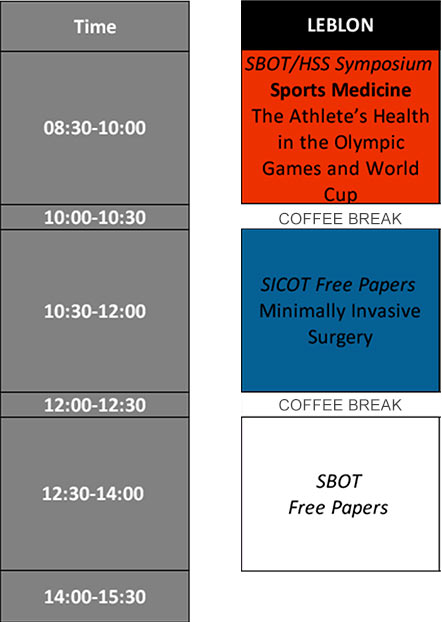 Time
LEBLON
08:30-10:00
SBOT/HSS Symposium
Sports Medicine
The Athlete's Health
in the Olympic
Games and World
Cup
10:00-10:30
COFFEE BREAK
10:30-12:00
SICOT Free Papers
Minimally Invasive
Surgery
12:00-12:30
COFFEE BREAK
12:30-14:00
SBOT
Free Papers
14:00-15:30